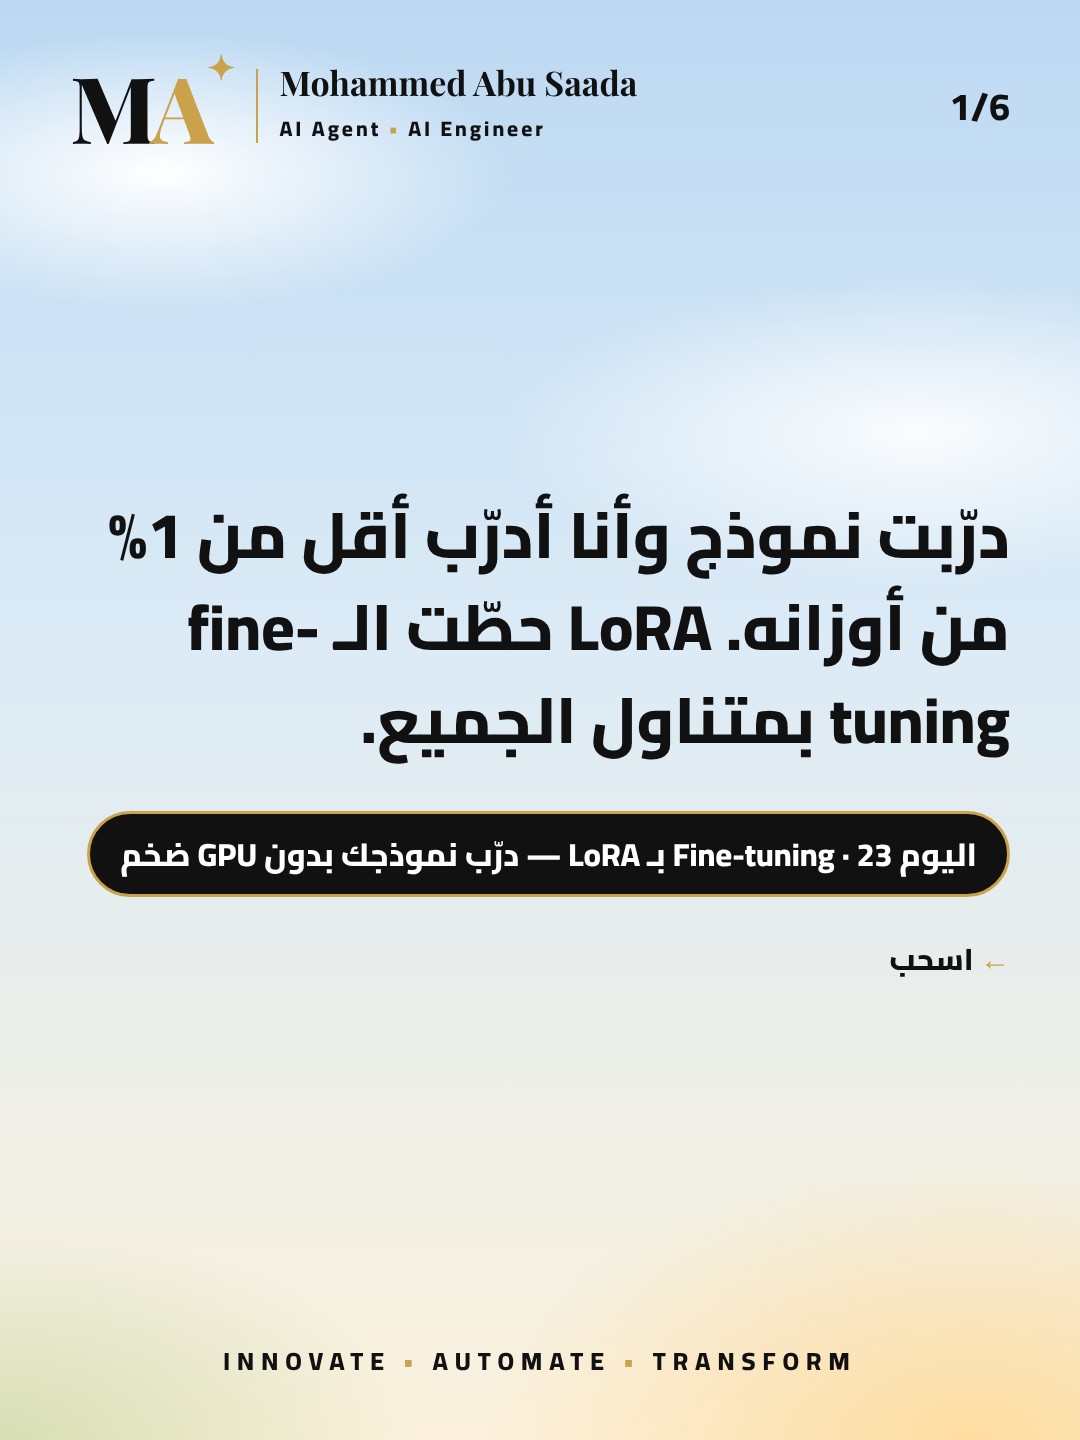 MA
Mohammed Abu Saada
AI Agent ▪ AI Engineer
1/6
درّبت نموذج وأنا أدرّب أقل من 1%
من أوزانه. LoRA حطّت الـ fine-
tuning بمتناول الجميع.
اليوم 23 · Fine-tuning بـ LoRA — درّب نموذجك بدون GPU ضخم
← اسحب
INNOVATE ▪ AUTOMATE ▪ TRANSFORM